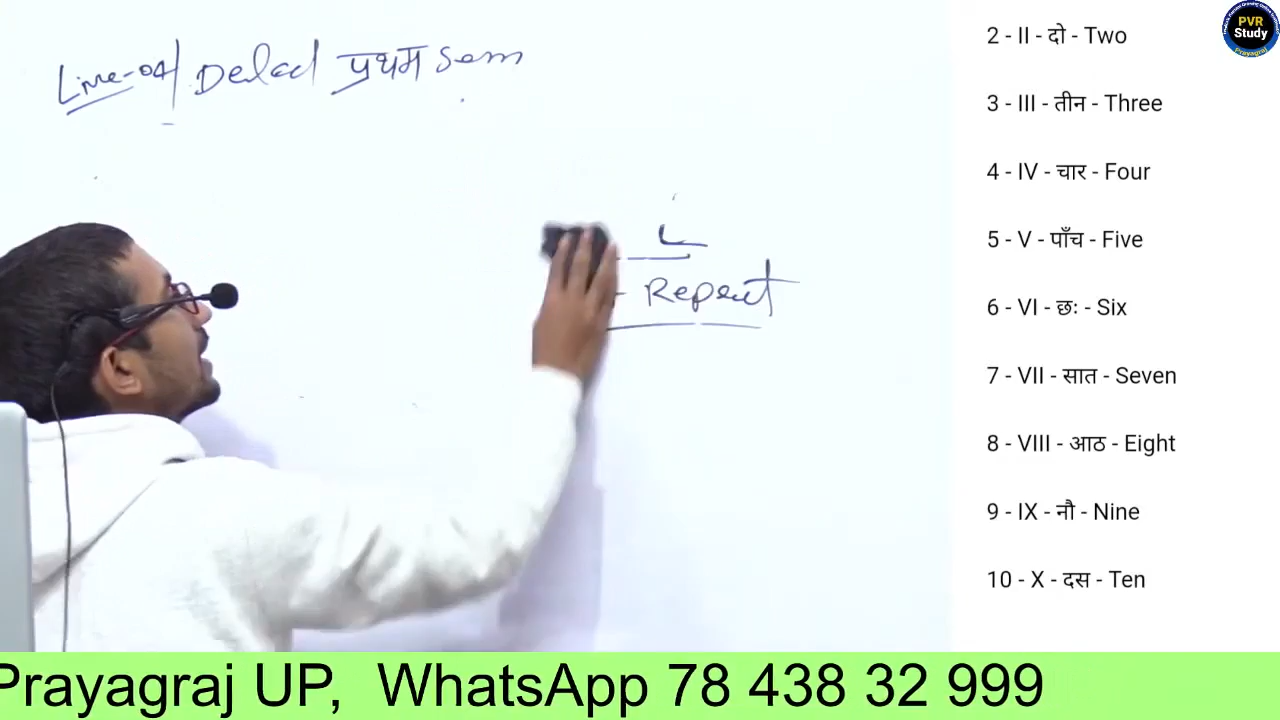 Live-04 Deled प्रथम Sem
L
Repeat
2 - II - दो - Two
3 - III - तीन - Three
4 - IV - चार - Four
5 - V - पाँच - Five
6 - VI - छः - Six
7 - VII - सात - Seven
8 - VIII - आठ - Eight
9 - IX - नौ - Nine
10 - X - दस - Ten
PVR
Study
Prayagraj
Prayagraj UP, WhatsApp 78 438 32 999